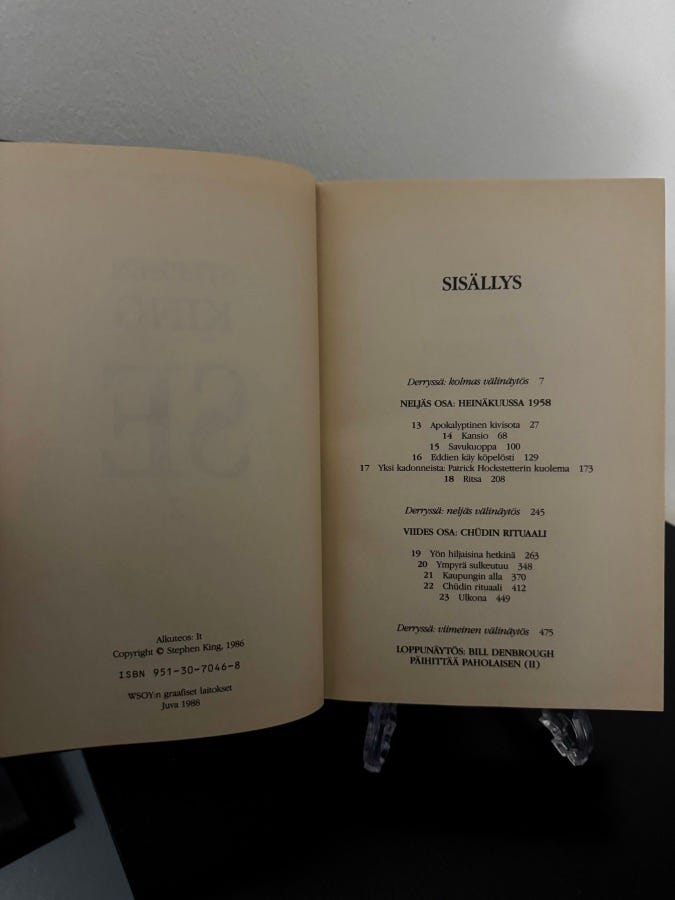 Alkuteos: It
Copyright © Stephen King, 1986
ISBN 951-30-7046-8
WSOY:n graafiset laitokset
Juva 1988
SISÄLLYS
Derryssä: kolmas välinäytös 7
NELJÄS OSA: HEINÄKUUSSA 1958
13 Apokalyptinen kivisota 27
14 Kansio 68
15 Savukuoppa 100
16 Eddien käy köpelösti 129
17 Yksi kadonneista: Patrick Hockstetterin kuolema 173
18 Ritsa 208
Derryssä: neljäs välinäytös 245
VIIDES OSA: CHÜDIN RITUAALI
19 Yön hiljaisina hetkinä 263
20 Ympyrä sulkeutuu 348
21 Kaupungin alla 370
22 Chüdin rituaali 412
23 Ulkona 449
Derryssä: viimeinen välinäytös 475
LOPPUNÄYTÖS: BILL DENBROUGH
PÄIHITTÄÄ PAHOLAISEN (II)